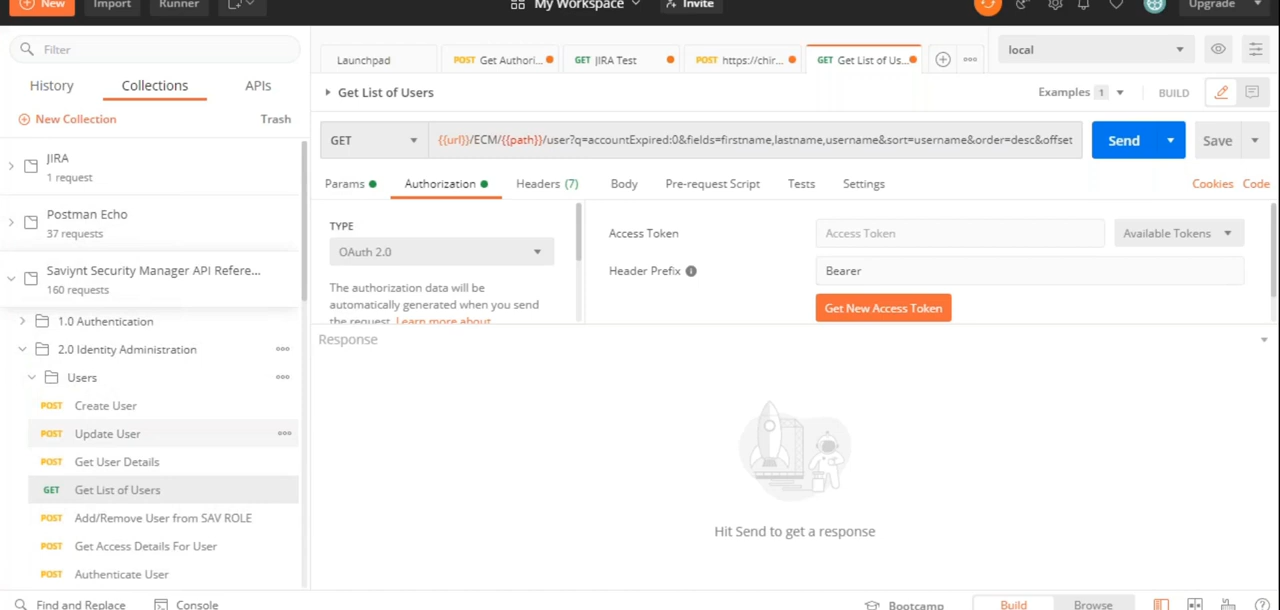 New Import Runner My Workspace Invite Upgrade
Filter
History Collections APIs
New Collection Trash
JIRA
1 request
Postman Echo
37 requests
Saviynt Security Manager API Refere...
160 requests
1.0 Authentication
2.0 Identity Administration
Users
POST Create User
POST Update User
POST Get User Details
GET Get List of Users
POST Add/Remove User from SAV ROLE
POST Get Access Details For User
POST Authenticate User
Find and Replace Console
Launchpad POST Get Authori... GET JIRA Test POST https://chir... GET Get List of Us...
local
Get List of Users Examples 1 BUILD
GET {{url}}/ECM/{{path}}/user?q=accountExpired:0&fields=firstname,lastname,username&sort=username&order=desc&offset Send Save
Params Authorization Headers (7) Body Pre-request Script Tests Settings Cookies Code
TYPE
OAuth 2.0
The authorization data will be
automatically generated when you send
the request. Learn more about
Access Token Access Token Available Tokens
Header Prefix Bearer
Get New Access Token
Response
Hit Send to get a response
Bootcamp Build Browse